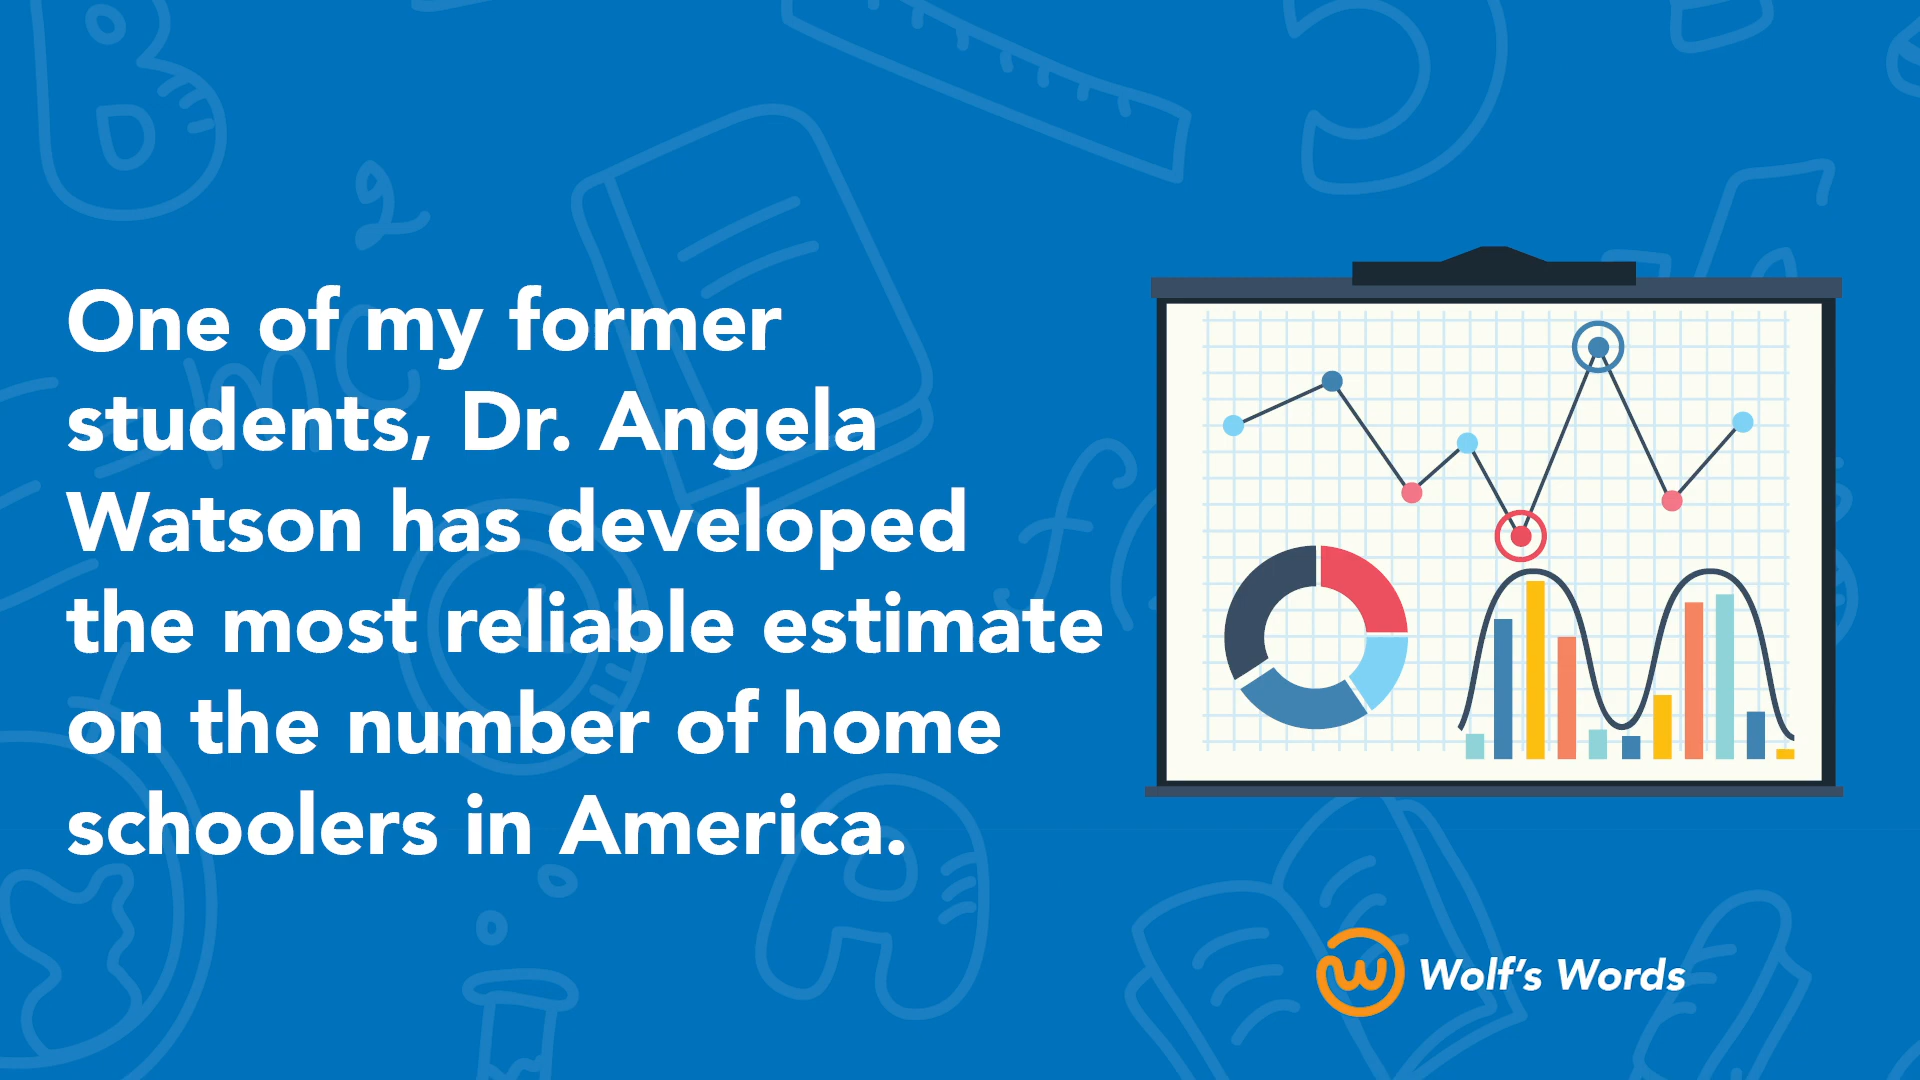 One of my former
students, Dr. Angela
Watson has developed
the most reliable estimate
on the number of home
schoolers in America.
Wolf's Words